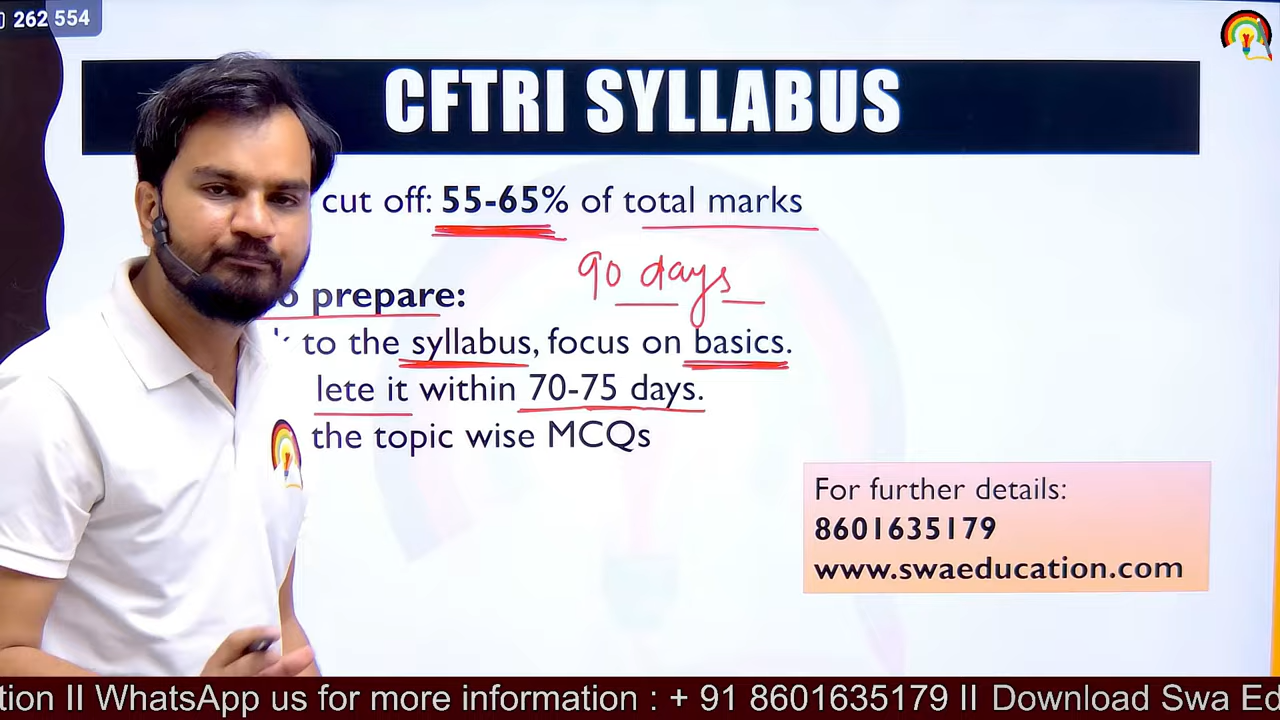 262 554
CFTRI SYLLABUS
cut off: 55-65% of total marks
90 days
prepare:
to the syllabus, focus on basics.
lete it within 70-75 days.
the topic wise MCQs
For further details:
8601635179
www.swaeducation.com
tion II WhatsApp us for more information : + 91 8601635179 II Download Swa Ed